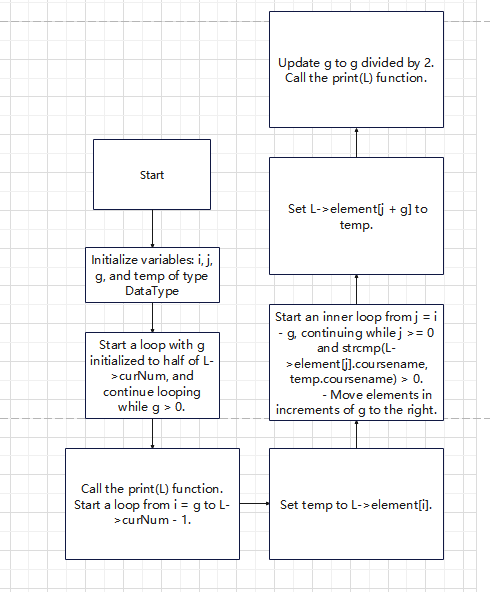 Start
Initialize variables: i, j,
g, and temp of type
DataType
Start a loop with g
initialized to half of L-
>curNum, and
continue looping
while g > 0.
Call the print(L) function.
Start a loop from i = g to L-
>curNum - 1.
Set temp to L->element[i].
Start an inner loop from j = i
- g, continuing while j >= 0
and strcmp(L-
>element[j].coursename,
temp.coursename) > 0.
- Move elements in
increments of g to the right.
Set L->element[j + g] to
temp.
Update g to g divided by 2.
Call the print(L) function.